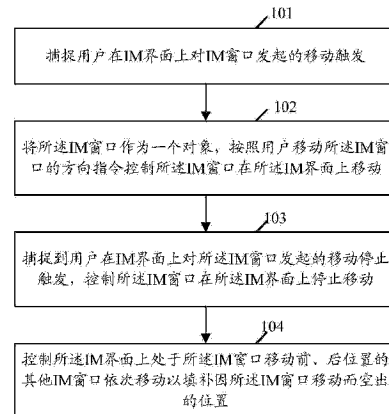 101
捕捉用户在IM界面上对IM窗口发起的移动触发
102
将所述IM窗口作为一个对象，按照用户移动所述IM窗
口的方向指令控制所述IM窗口在所述IM界面上移动
103
捕捉到用户在IM界面上对所述IM窗口发起的移动停止
触发，控制所述IM窗口在所述IM界面上停止移动
104
控制所述IM界面上处于所述IM窗口移动前、后位置的
其他IM窗口依次移动以填补因所述IM窗口移动而空出
的位置